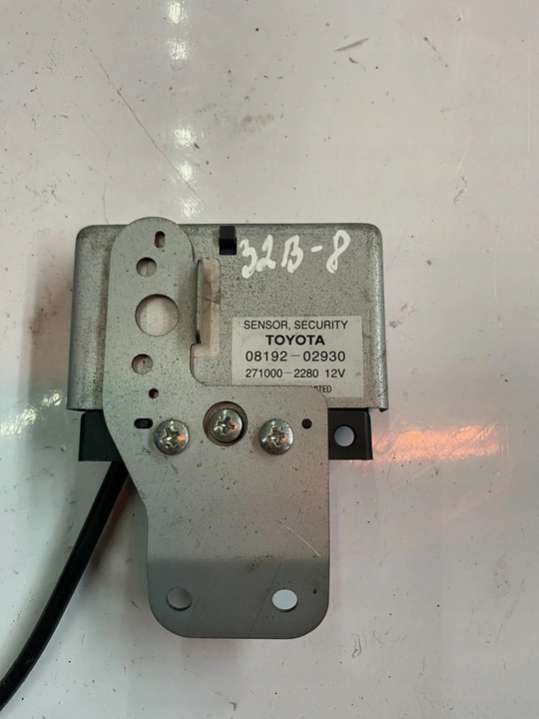 32B-8
SENSOR, SECURITY
TOYOTA
08192-02930
271000-2280 12V